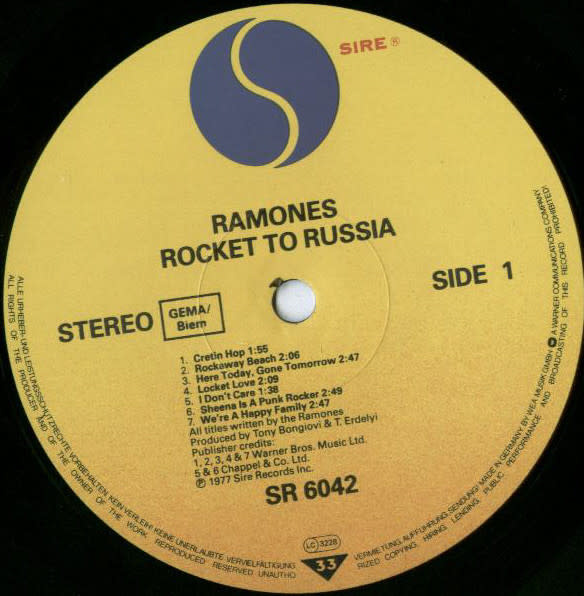 SIRE ®
RAMONES
ROCKET TO RUSSIA
STEREO
GEMA/
Biem
SIDE 1
1. Cretin Hop 1:55
2. Rockaway Beach 2:06
3. Here Today, Gone Tomorrow 2:47
4. Locket Love 2:09
5. I Don't Care 1:38
6. Sheena Is A Punk Rocker 2:49
7. We're A Happy Family 2:47
All titles written by the Ramones
Produced by Tony Bongiovi & T. Erdelyi
Publisher credits:
1, 2, 3, 4 & 7 Warner Bros. Music Ltd.
5 & 6 Chappel & Co. Ltd.
℗ 1977 Sire Records Inc.
SR 6042
LC 3228
33
ALLE URHEBER-UND LEISTUNGSSCHUTZRECHTE VORBEHALTEN. KEIN VERLEIH! KEINE UNERLAUBTE VERVIELFÄLTIGUNG
VERMIETUNG, AUFFÜHRUNG, SENDUNG! MADE IN GERMANY BY WEA MUSIK GMBH A WARNER COMMUNICATIONS COMPANY
ALL RIGHTS OF THE PRODUCER AND OF THE OWNER OF THE WORK REPRODUCED RESERVED UNAUTHO
RIZED COPYING, HIRING, LENDING, PUBLIC PERFORMANCE AND BROADCASTING OF THIS RECORD PROHIBITED!